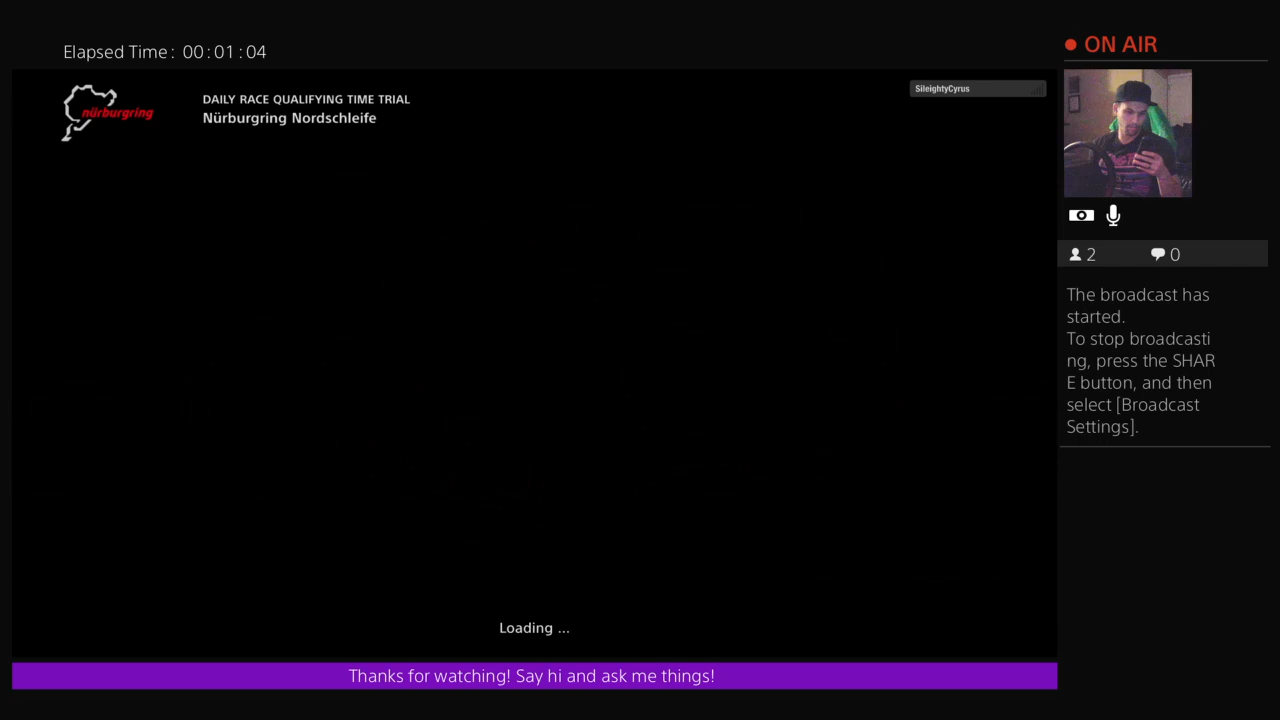 Elapsed Time: 00:01:04
ON AIR
nürburgring
DAILY RACE QUALIFYING TIME TRIAL
Nürburgring Nordschleife
SileightyCyrus
2
0
The broadcast has
started.
To stop broadcasti
ng, press the SHAR
E button, and then
select [Broadcast
Settings].
Loading ...
Thanks for watching! Say hi and ask me things!